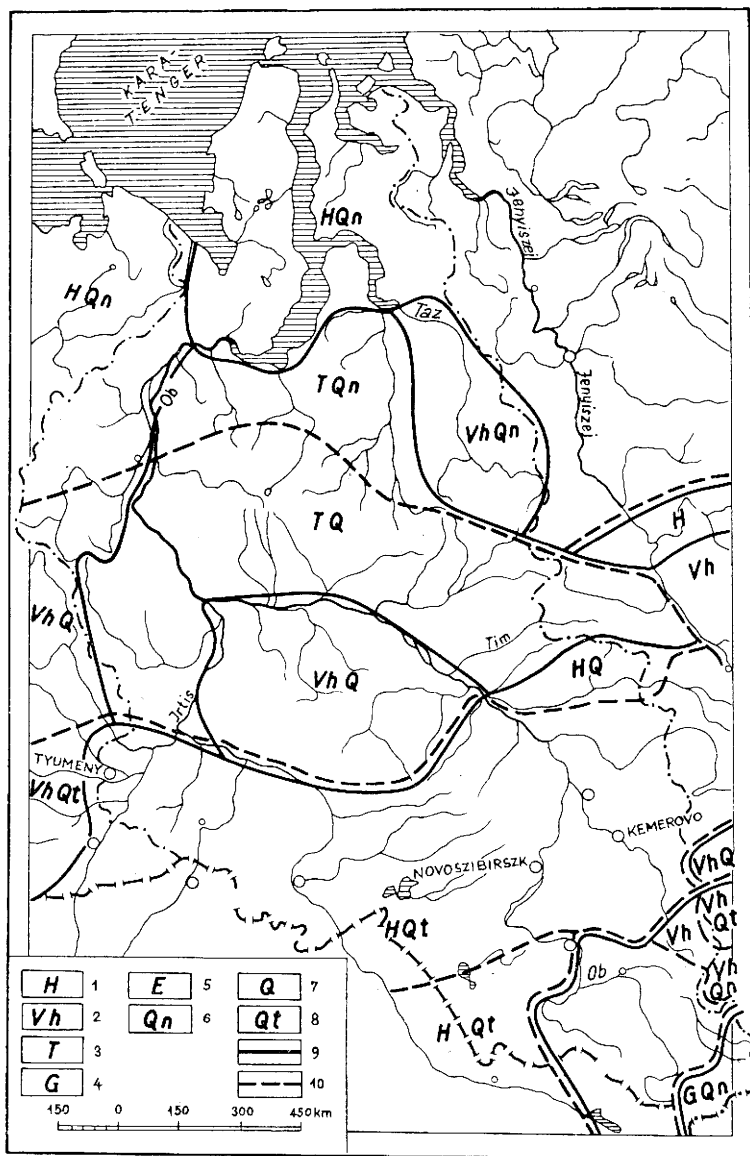 KARA-
TENGER
HQn
Jenyiszei
HQn
Taz
Ob
TQn
Jenyiszei
VhQn
TQ
H
Vh
VhQ
Tim
HQ
VhQ
Irtis
TYUMENY
VhQt
KEMEROVO
VhQ
NOVOSZIBIRSZK
Vh
Qt
HQt
Vh
Vh
Qn
Ob
H Qt
GQn
H 1 E 5 Q 7
Vh 2 Qn 6 Qt 8
T 3 9
G 4 10
150 0 150 300 450 km